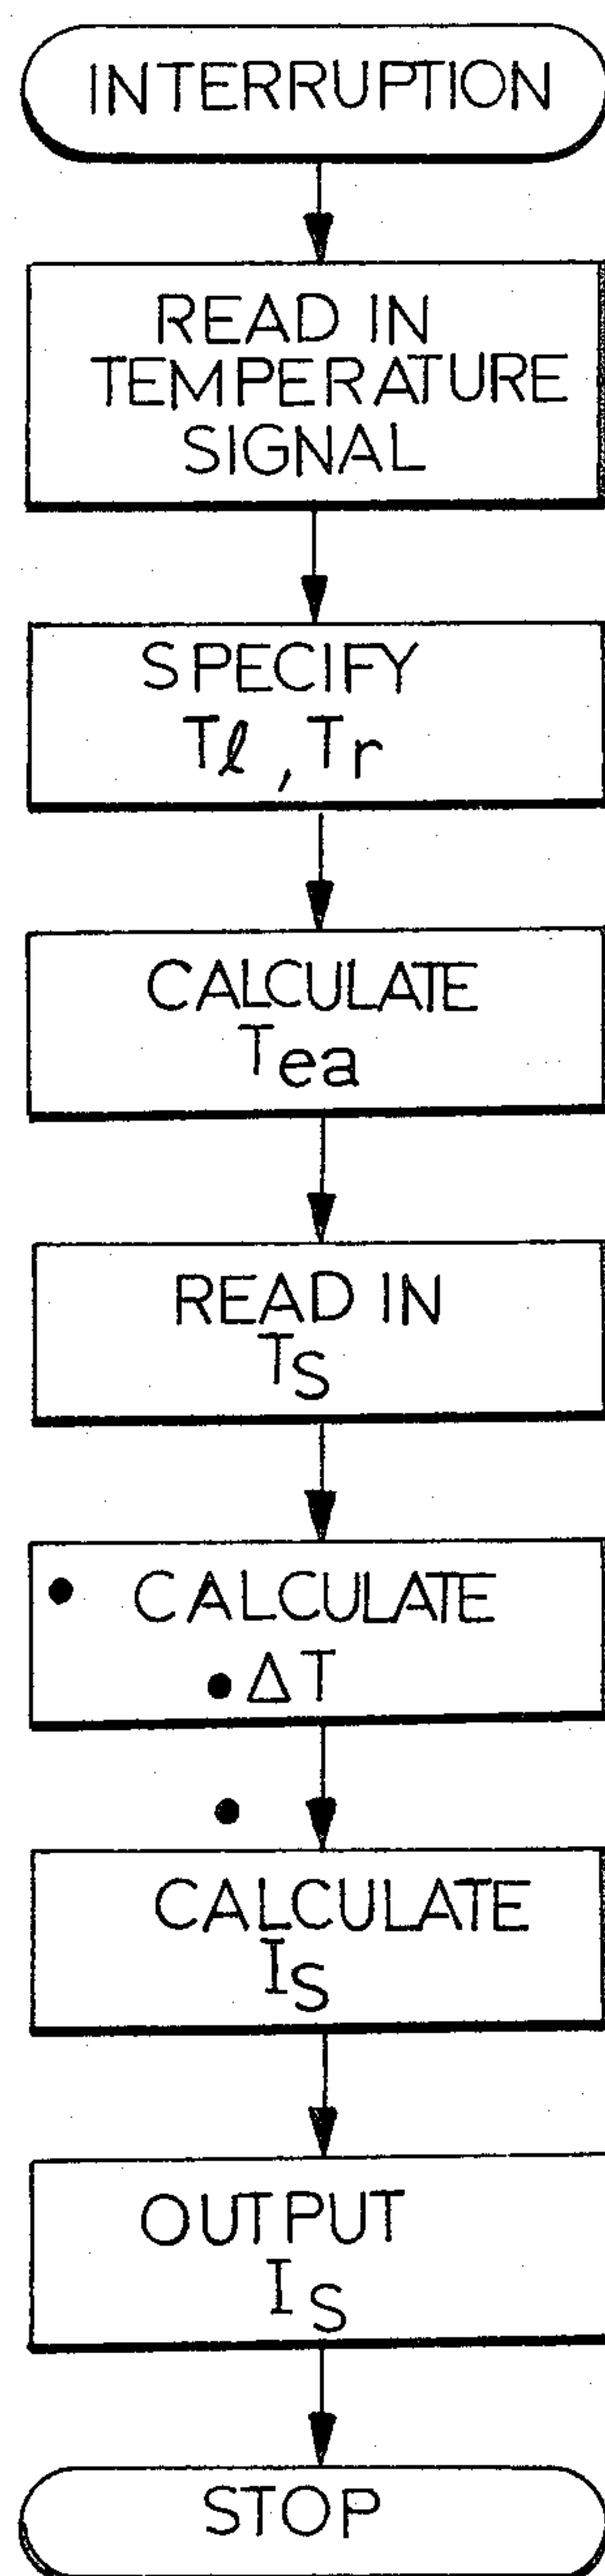 INTERRUPTION
READ IN
TEMPERATURE
SIGNAL
SPECIFY
Tℓ, Tr
CALCULATE
Tea
READ IN
TS
CALCULATE
ΔT
CALCULATE
IS
OUTPUT
IS
STOP